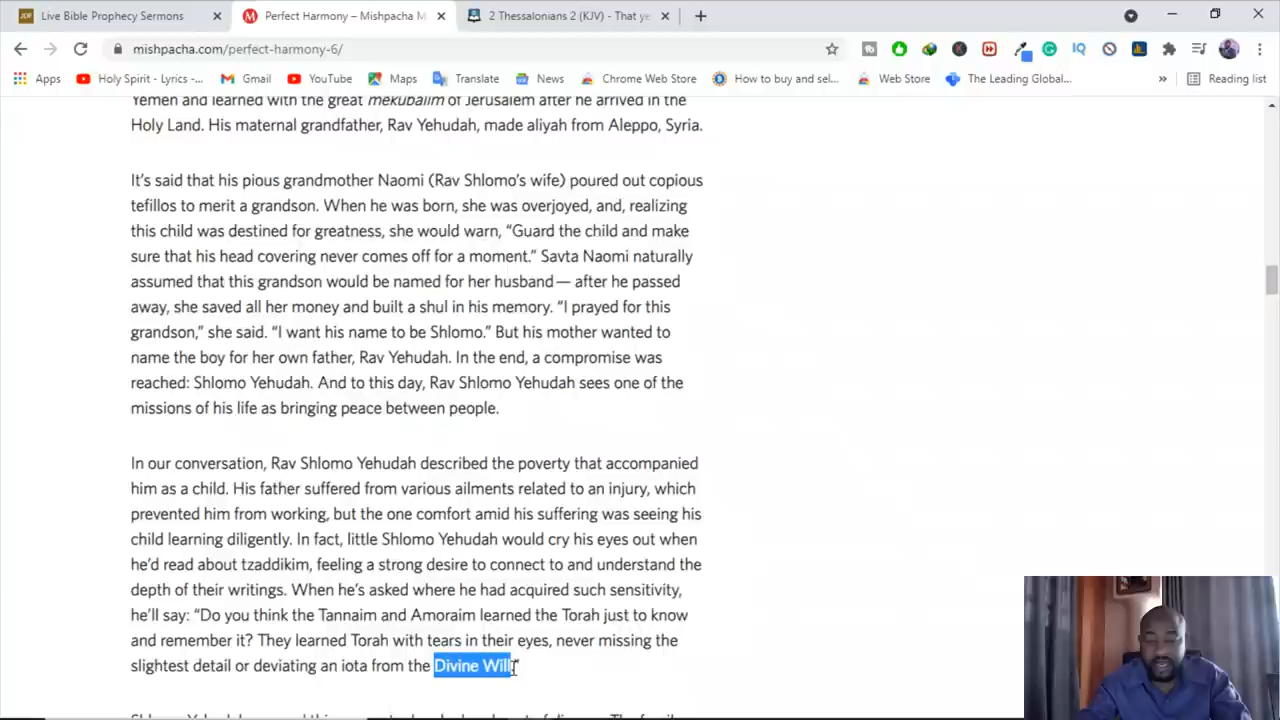 Live Bible Prophecy Sermons
Perfect Harmony – Mishpacha M
2 Thessalonians 2 (KJV) - That ye
mishpacha.com/perfect-harmony-6/
Apps
Holy Spirit - Lyrics -...
Gmail
YouTube
Maps
Translate
News
Chrome Web Store
How to buy and sel...
Web Store
The Leading Global...
»
Reading list
Yemen and learned with the great mekubalim of Jerusalem after he arrived in the
Holy Land. His maternal grandfather, Rav Yehudah, made aliyah from Aleppo, Syria.
It’s said that his pious grandmother Naomi (Rav Shlomo’s wife) poured out copious
tefillos to merit a grandson. When he was born, she was overjoyed, and, realizing
this child was destined for greatness, she would warn, “Guard the child and make
sure that his head covering never comes off for a moment.” Savta Naomi naturally
assumed that this grandson would be named for her husband — after he passed
away, she saved all her money and built a shul in his memory. “I prayed for this
grandson,” she said. “I want his name to be Shlomo.” But his mother wanted to
name the boy for her own father, Rav Yehudah. In the end, a compromise was
reached: Shlomo Yehudah. And to this day, Rav Shlomo Yehudah sees one of the
missions of his life as bringing peace between people.
In our conversation, Rav Shlomo Yehudah described the poverty that accompanied
him as a child. His father suffered from various ailments related to an injury, which
prevented him from working, but the one comfort amid his suffering was seeing his
child learning diligently. In fact, little Shlomo Yehudah would cry his eyes out when
he’d read about tzaddikim, feeling a strong desire to connect to and understand the
depth of their writings. When he’s asked where he had acquired such sensitivity,
he’ll say: “Do you think the Tannaim and Amoraim learned the Torah just to know
and remember it? They learned Torah with tears in their eyes, never missing the
slightest detail or deviating an iota from the Divine Will.”